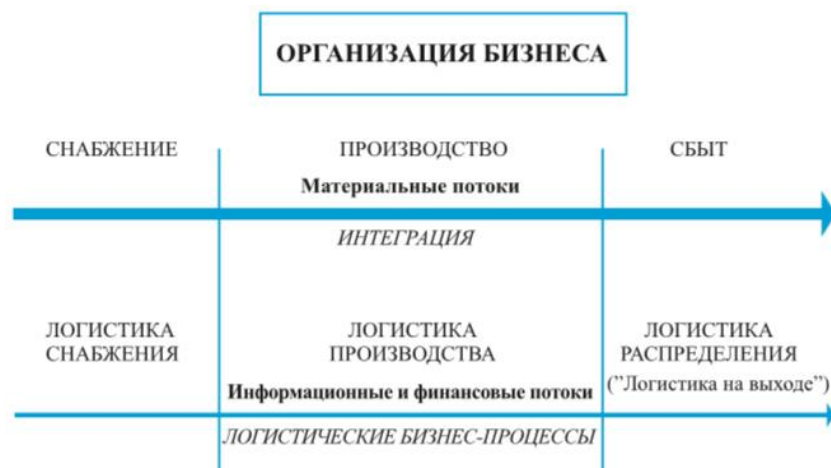 ОРГАНИЗАЦИЯ БИЗНЕСА
СНАБЖЕНИЕ
ПРОИЗВОДСТВО
СБЫТ
Материальные потоки
ИНТЕГРАЦИЯ
ЛОГИСТИКА
СНАБЖЕНИЯ
ЛОГИСТИКА
ПРОИЗВОДСТВА
ЛОГИСТИКА
РАСПРЕДЕЛЕНИЯ
("Логистика на выходе")
Информационные и финансовые потоки
ЛОГИСТИЧЕСКИЕ БИЗНЕС-ПРОЦЕССЫ